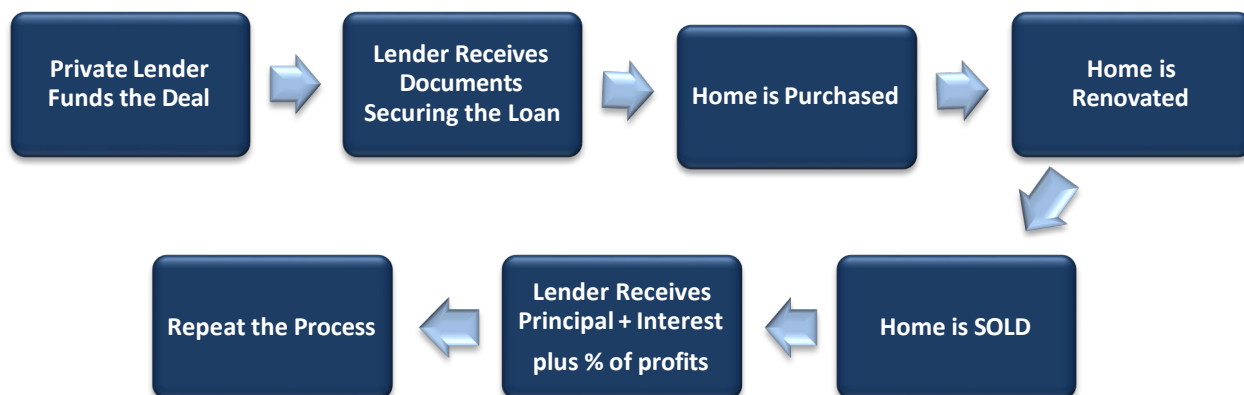 Private Lender
Funds the Deal
Lender Receives
Documents
Securing the Loan
Home is Purchased
Home is
Renovated
Home is SOLD
Lender Receives
Principal + Interest
plus % of profits
Repeat the Process